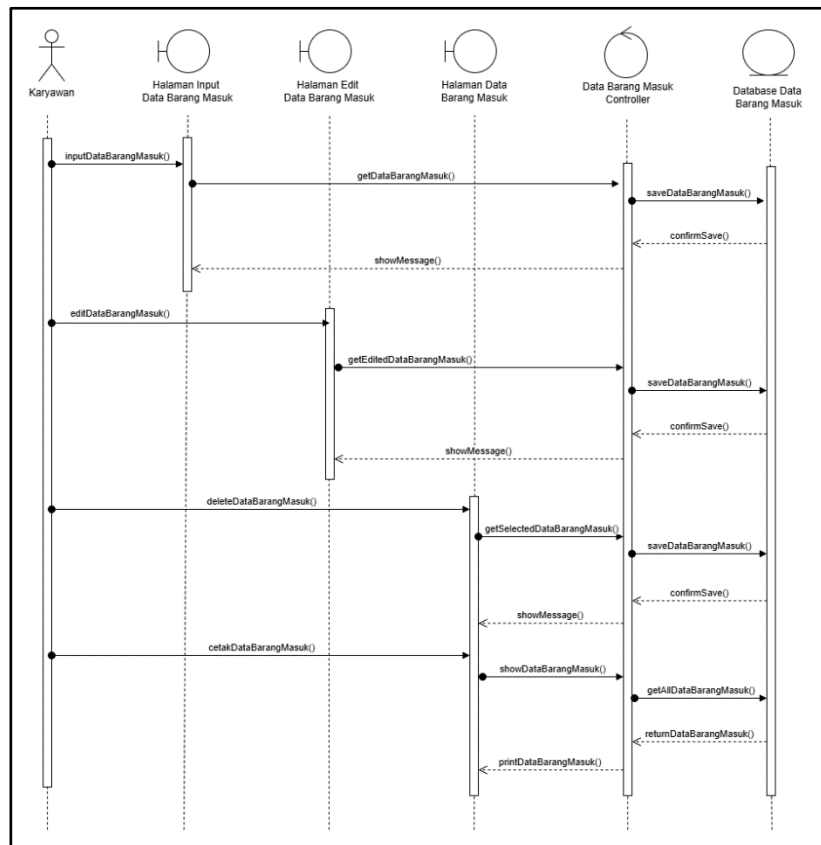 Karyawan
Halaman Input
Data Barang Masuk
Halaman Edit
Data Barang Masuk
Halaman Data
Barang Masuk
Data Barang Masuk
Controller
Database Data
Barang Masuk
inputDataBarangMasuk()
getDataBarangMasuk()
saveDataBarangMasuk()
confirmSave()
showMessage()
editDataBarangMasuk()
getEditedDataBarangMasuk()
saveDataBarangMasuk()
confirmSave()
showMessage()
deleteDataBarangMasuk()
getSelectedDataBarangMasuk()
saveDataBarangMasuk()
confirmSave()
showMessage()
cetakDataBarangMasuk()
showDataBarangMasuk()
getAllDataBarangMasuk()
returnDataBarangMasuk()
printDataBarangMasuk()